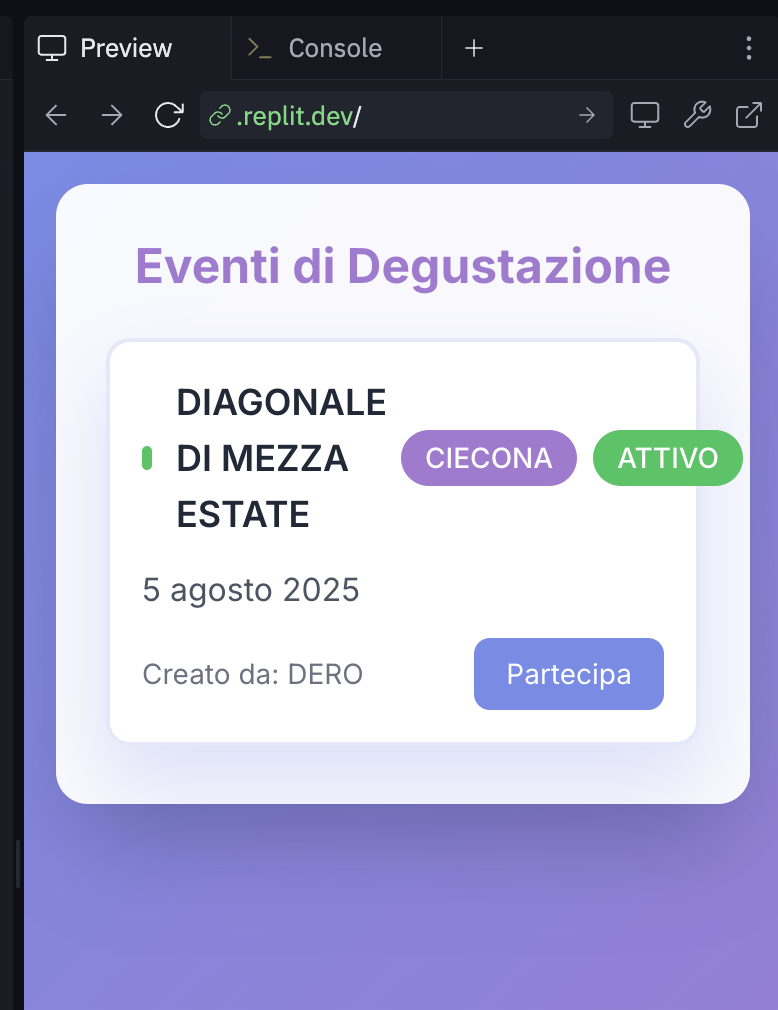 Preview
Console
.replit.dev/
Eventi di Degustazione
DIAGONALE
DI MEZZA
ESTATE
CIECONA
ATTIVO
5 agosto 2025
Creato da: DERO
Partecipa